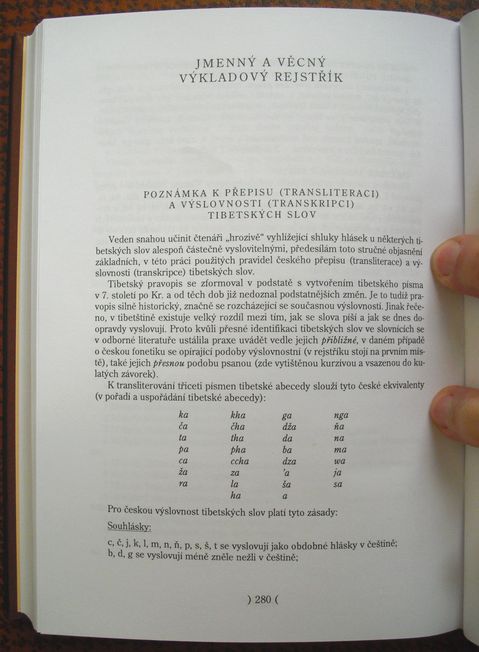 JMENNÝ A VĚCNÝ
VÝKLADOVÝ REJSTŘÍK
POZNÁMKA K PŘEPISU (TRANSLITERACI)
A VÝSLOVNOSTI (TRANSKRIPCI)
TIBETSKÝCH SLOV
Veden snahou učinit čtenáři „hrozivě“ vyhlížející shluky hlásek u některých ti-
betských slov alespoň částečně vyslovitelnými, předesílám toto stručné objasnění
základních, v této práci použitých pravidel českého přepisu (transliterace) a vý-
slovnosti (transkripce) tibetských slov.
Tibetský pravopis se zformoval v podstatě s vytvořením tibetského písma
v 7. století po Kr. a od těch dob již nedoznal podstatnějších změn. Je to tudíž pra-
vopis silně historický, značně se rozcházející se současnou výslovností. Jinak řeče-
no, v tibetštině existuje velký rozdíl mezi tím, jak se slova píší a jak se dnes do-
opravdy vyslovují. Proto kvůli přesné identifikaci tibetských slov ve slovnících se
v odborné literatuře ustálila praxe uvádět vedle jejich přibližné, v daném případě
o českou fonetiku se opírající podoby výslovnostní (v rejstříku stojí na prvním mís-
tě), také jejich přesnou podobu psanou (zde vytištěnou kurzívou a vsazenou do ku-
latých závorek).
K transliterování třiceti písmen tibetské abecedy slouží tyto české ekvivalenty
(v pořadí a uspořádání tibetské abecedy):
ka kha ga nga
ča čha dža ňa
ta tha da na
pa pha ba ma
ca ccha dza wa
ža za 'a ja
ra la ša sa
ha a
Pro českou výslovnost tibetských slov platí tyto zásady:
Souhlásky:
c, č, j, k, l, m, n, ň, p, s, š, t se vyslovují jako obdobné hlásky v češtině;
b, d, g se vyslovují méně zněle nežli v češtině;
) 280 (